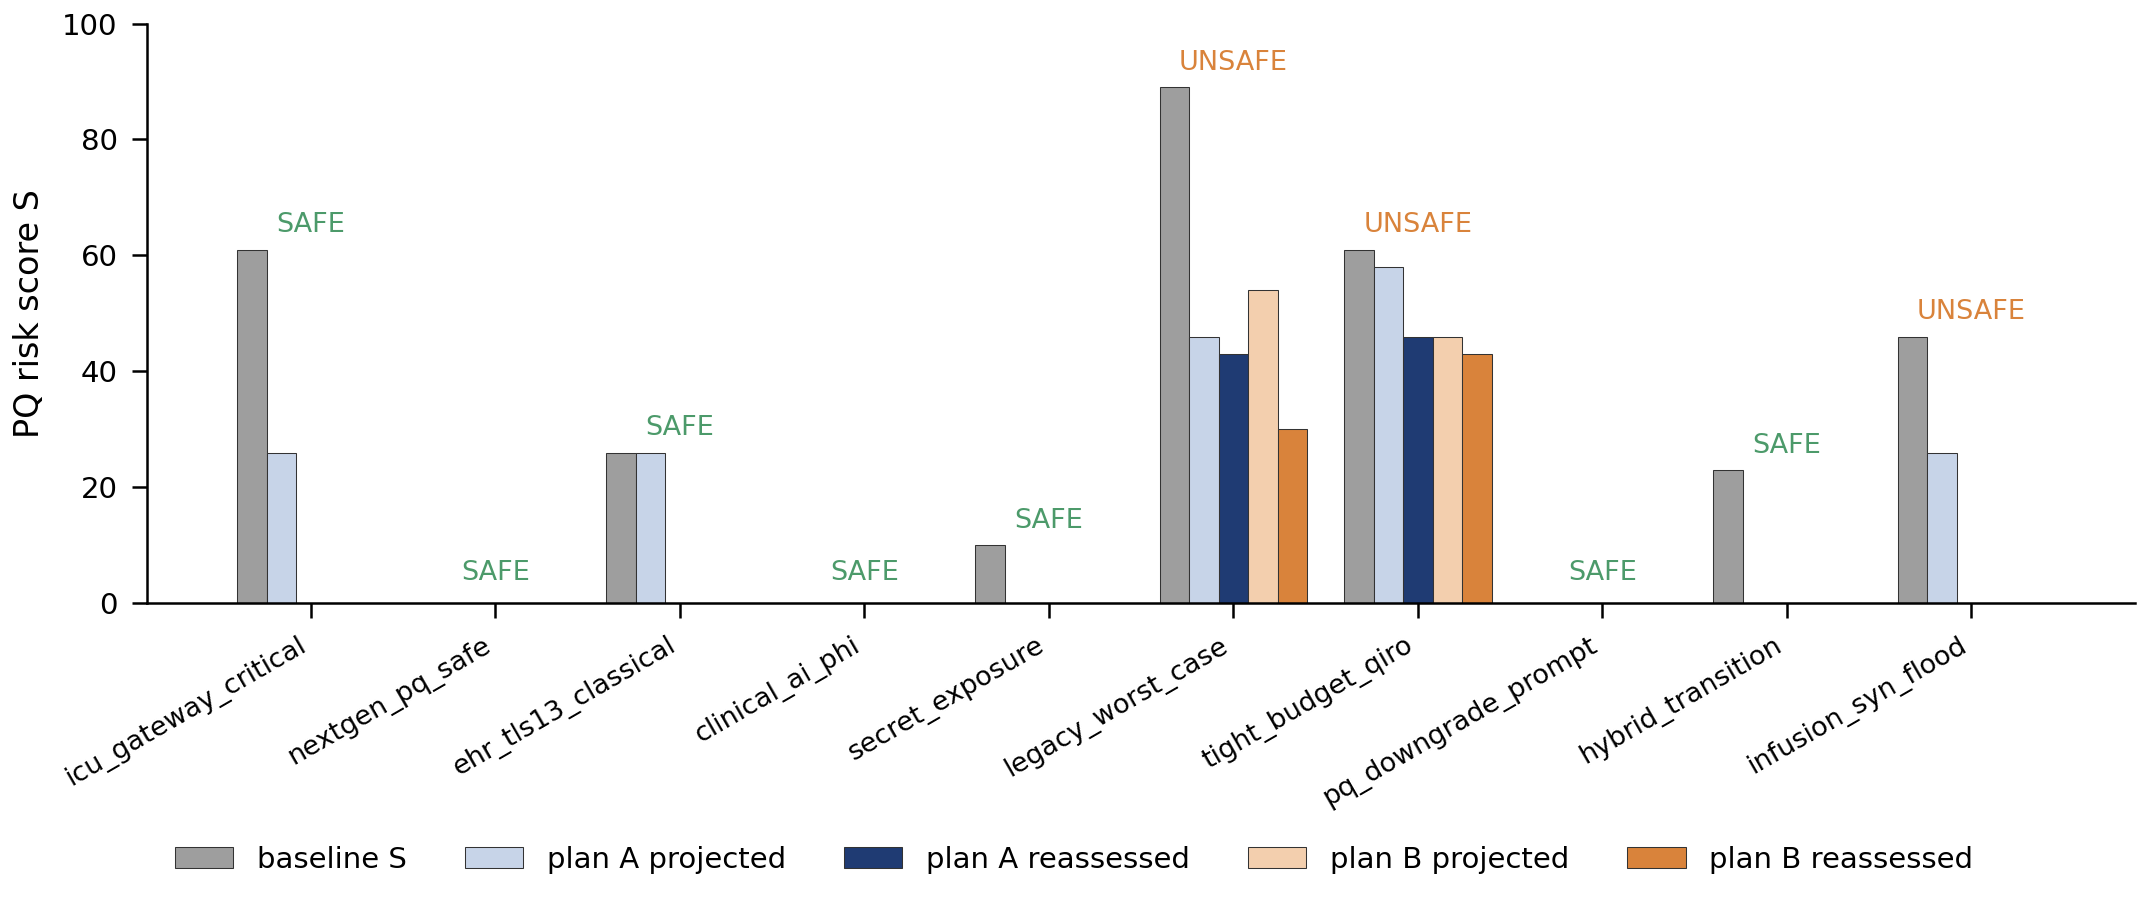 PQ risk score S
100
80
60
40
20
0
SAFE
SAFE
SAFE
SAFE
SAFE
UNSAFE
UNSAFE
SAFE
SAFE
UNSAFE
icu_gateway_critical
nextgen_pq_safe
ehr_tls13_classical
clinical_ai_phi
secret_exposure
legacy_worst_case
tight_budget_qiro
pq_downgrade_prompt
hybrid_transition
infusion_syn_flood
baseline S
plan A projected
plan A reassessed
plan B projected
plan B reassessed